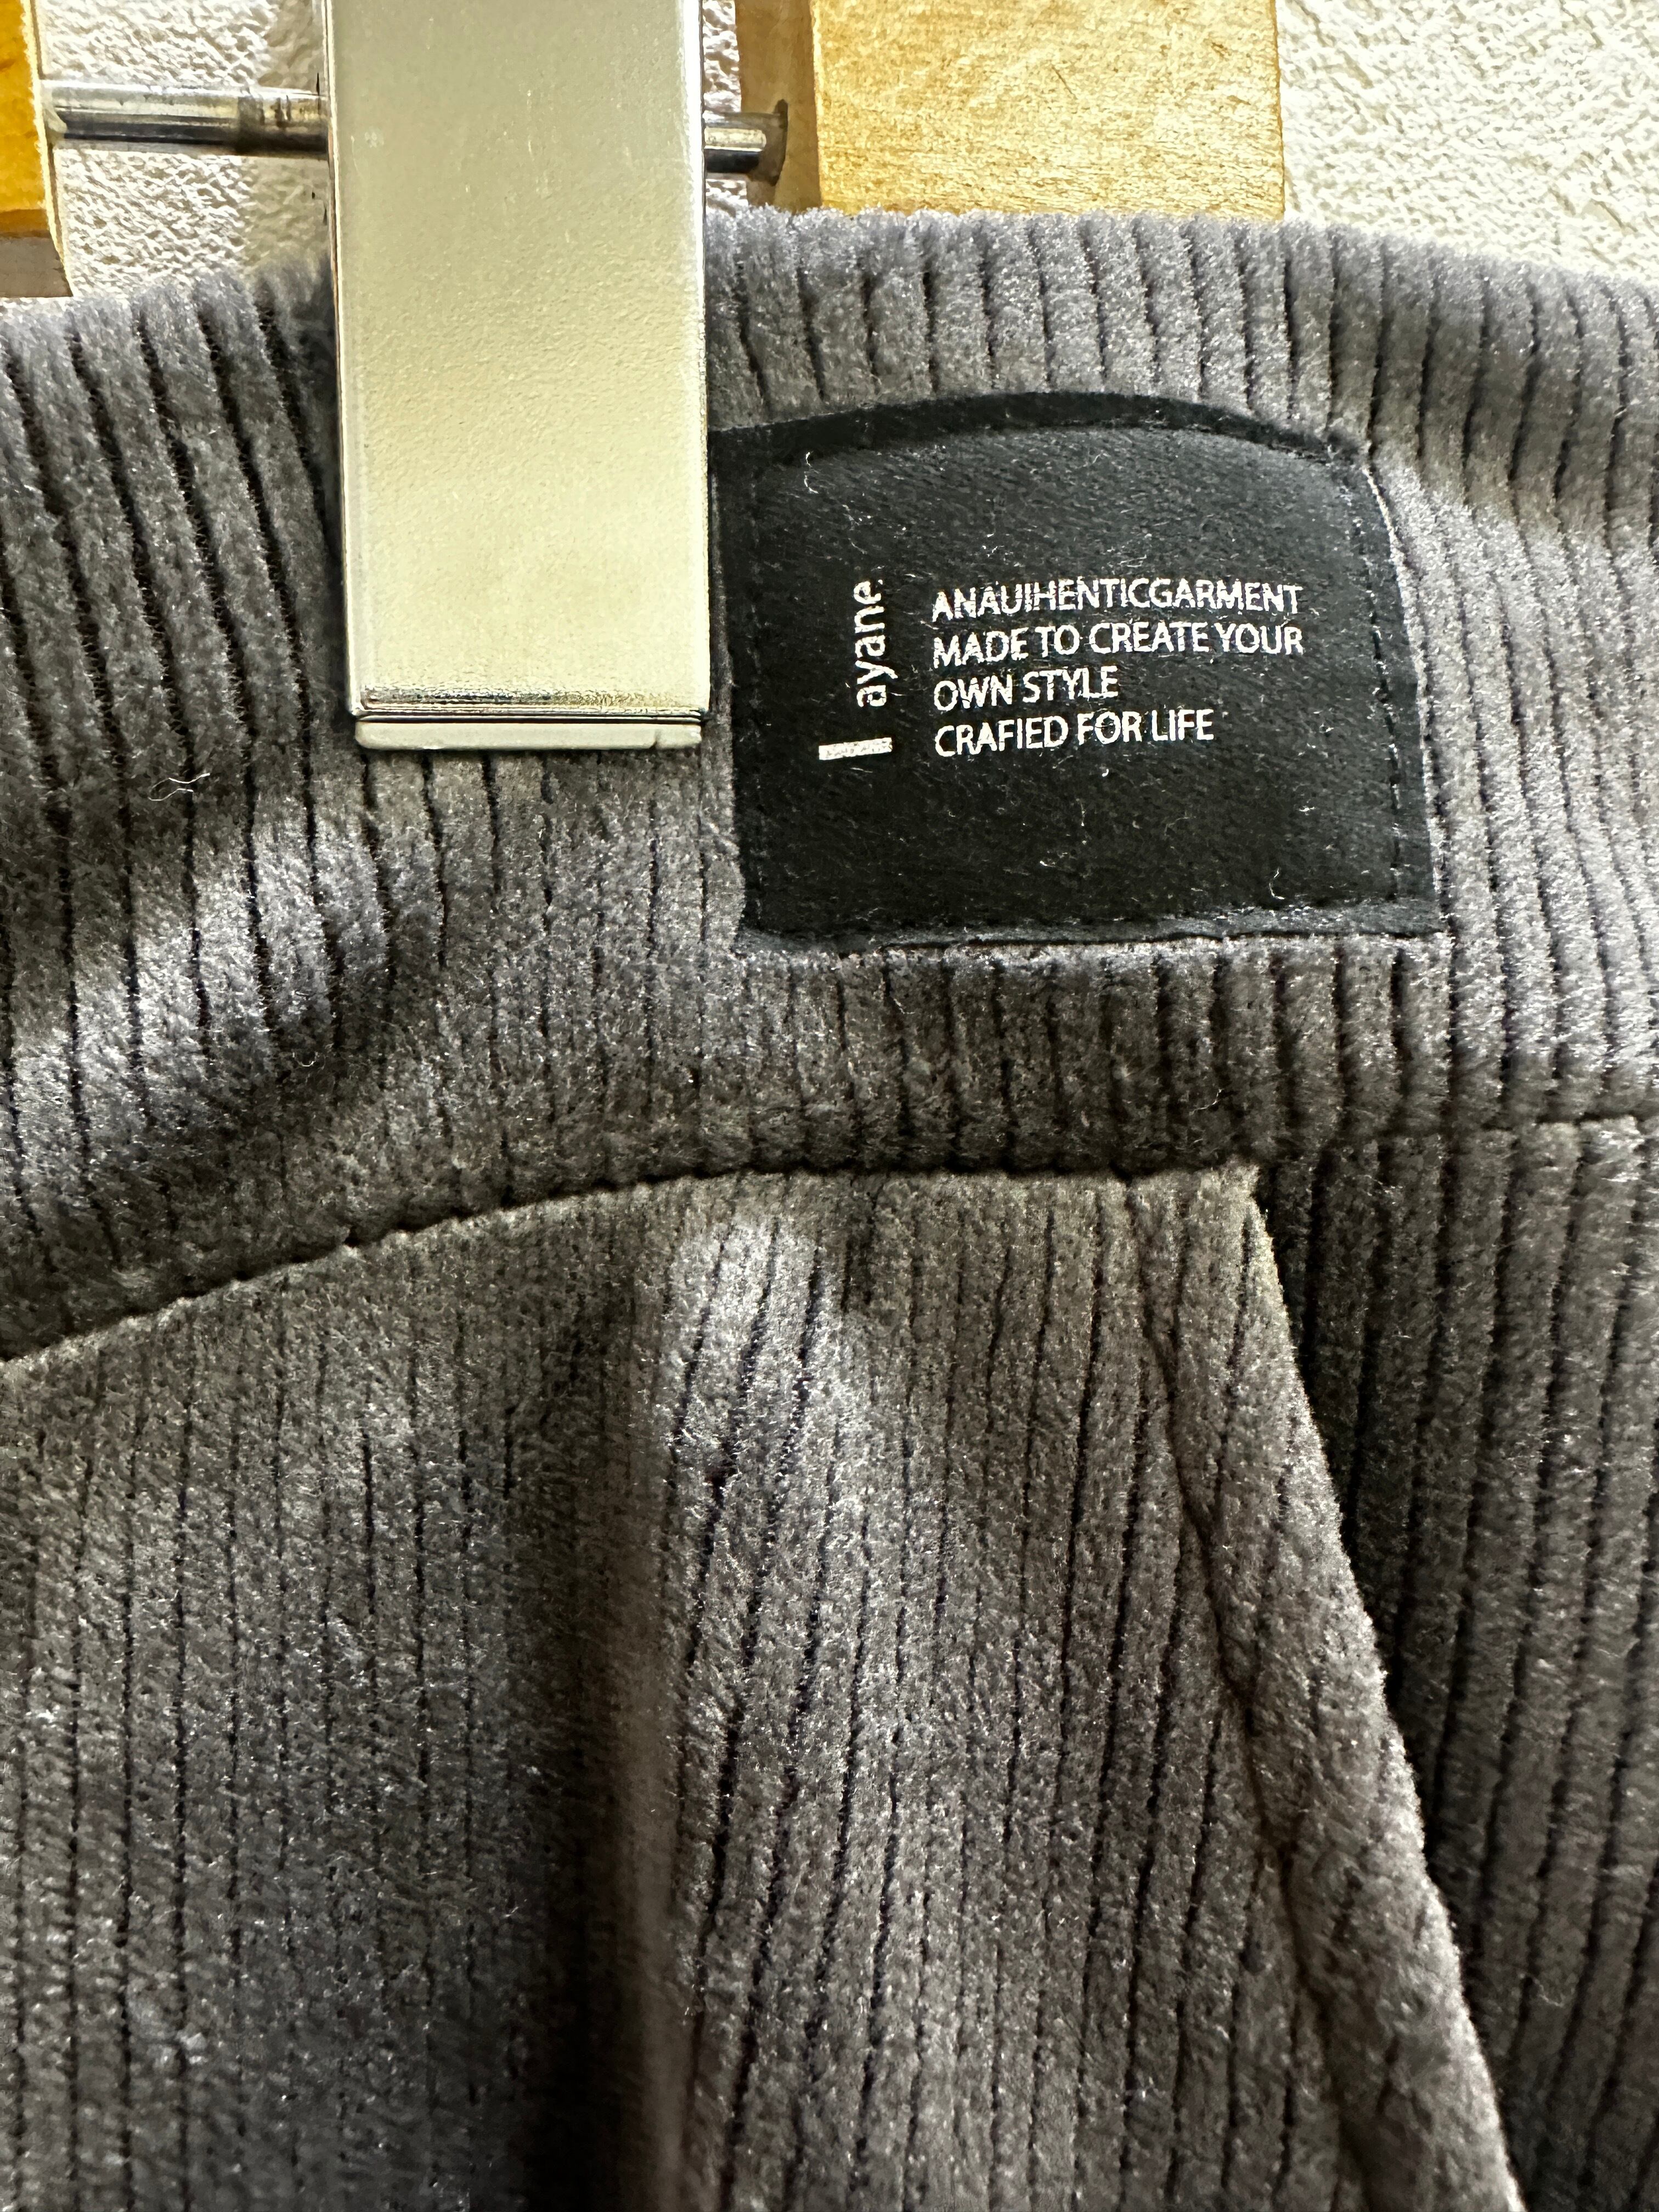 ayane.
ANAUIHENTICGARMENT
MADE TO CREATE YOUR
OWN STYLE
CRAFIED FOR LIFE